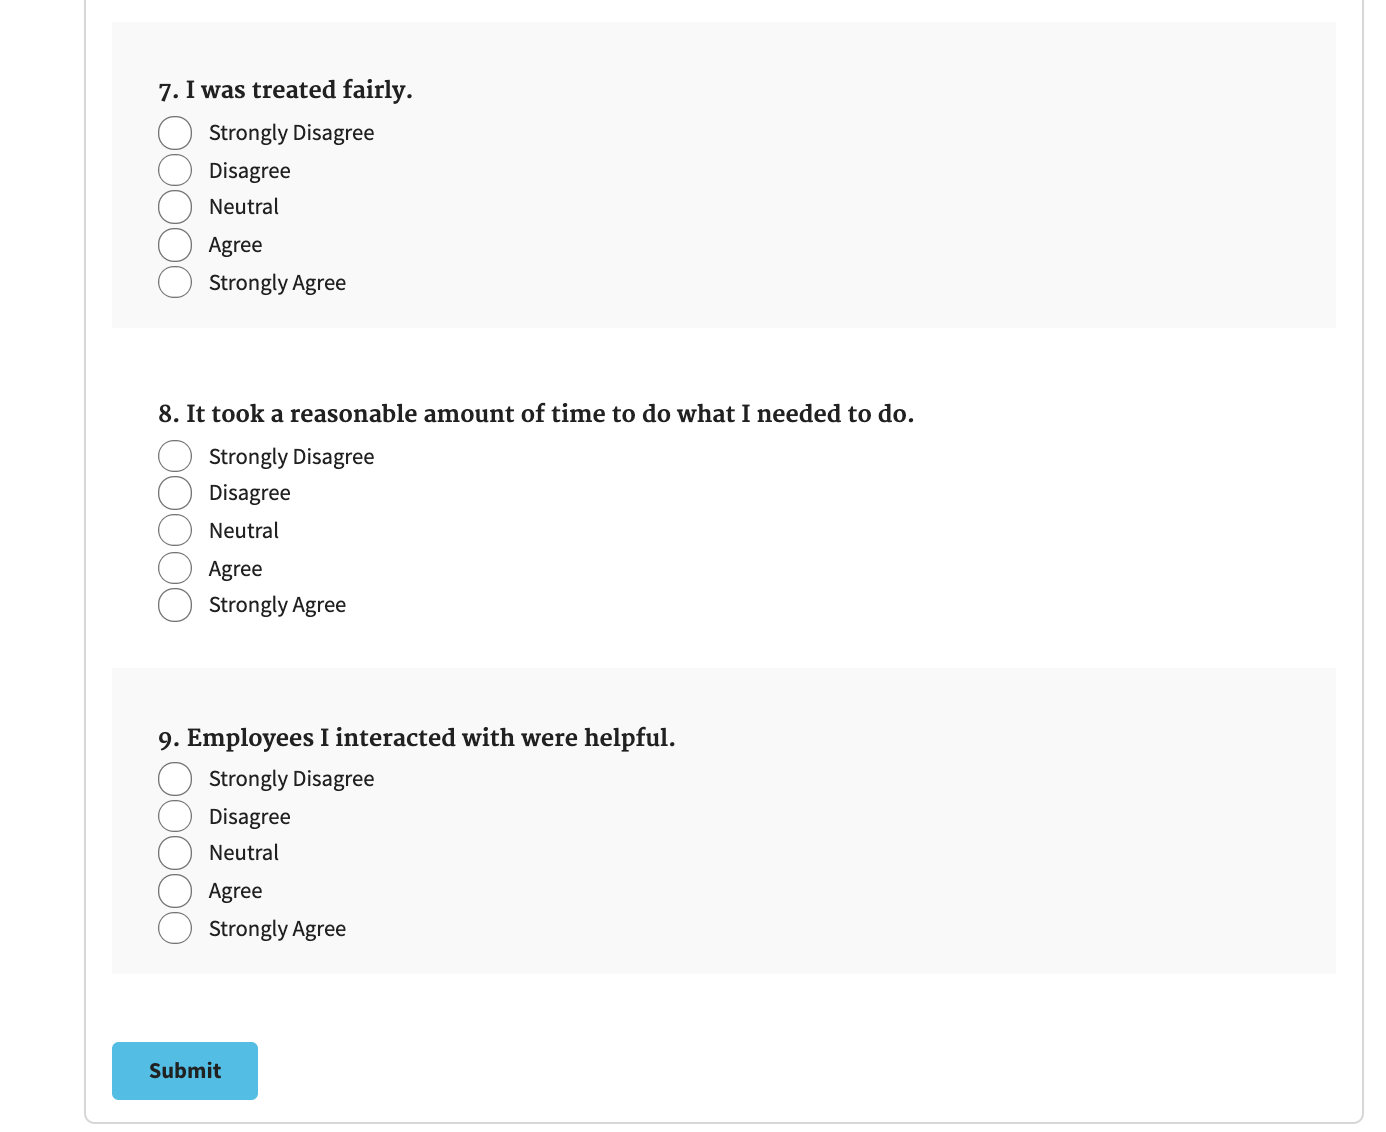 7. I was treated fairly.
Strongly Disagree
Disagree
Neutral
Agree
Strongly Agree
8. It took a reasonable amount of time to do what I needed to do.
Strongly Disagree
Disagree
Neutral
Agree
Strongly Agree
9. Employees I interacted with were helpful.
Strongly Disagree
Disagree
Neutral
Agree
Strongly Agree
Submit